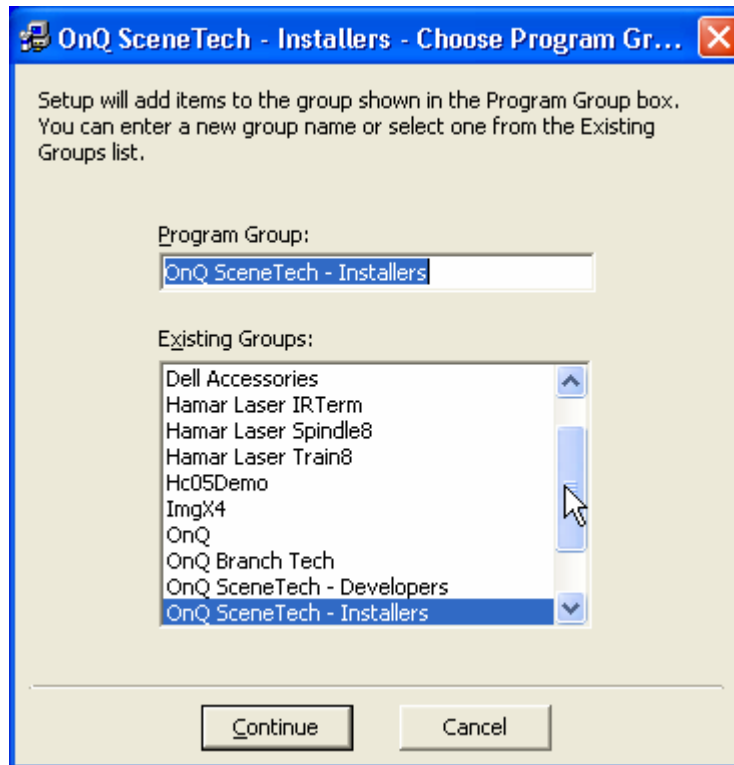 OnQ SceneTech - Installers - Choose Program Gr...
Setup will add items to the group shown in the Program Group box.
You can enter a new group name or select one from the Existing
Groups list.
Program Group:
OnQ SceneTech - Installers
Existing Groups:
Dell Accessories
Hamar Laser IRTerm
Hamar Laser Spindle8
Hamar Laser Train8
Hc05Demo
ImgX4
OnQ
OnQ Branch Tech
OnQ SceneTech - Developers
OnQ SceneTech - Installers
Continue
Cancel